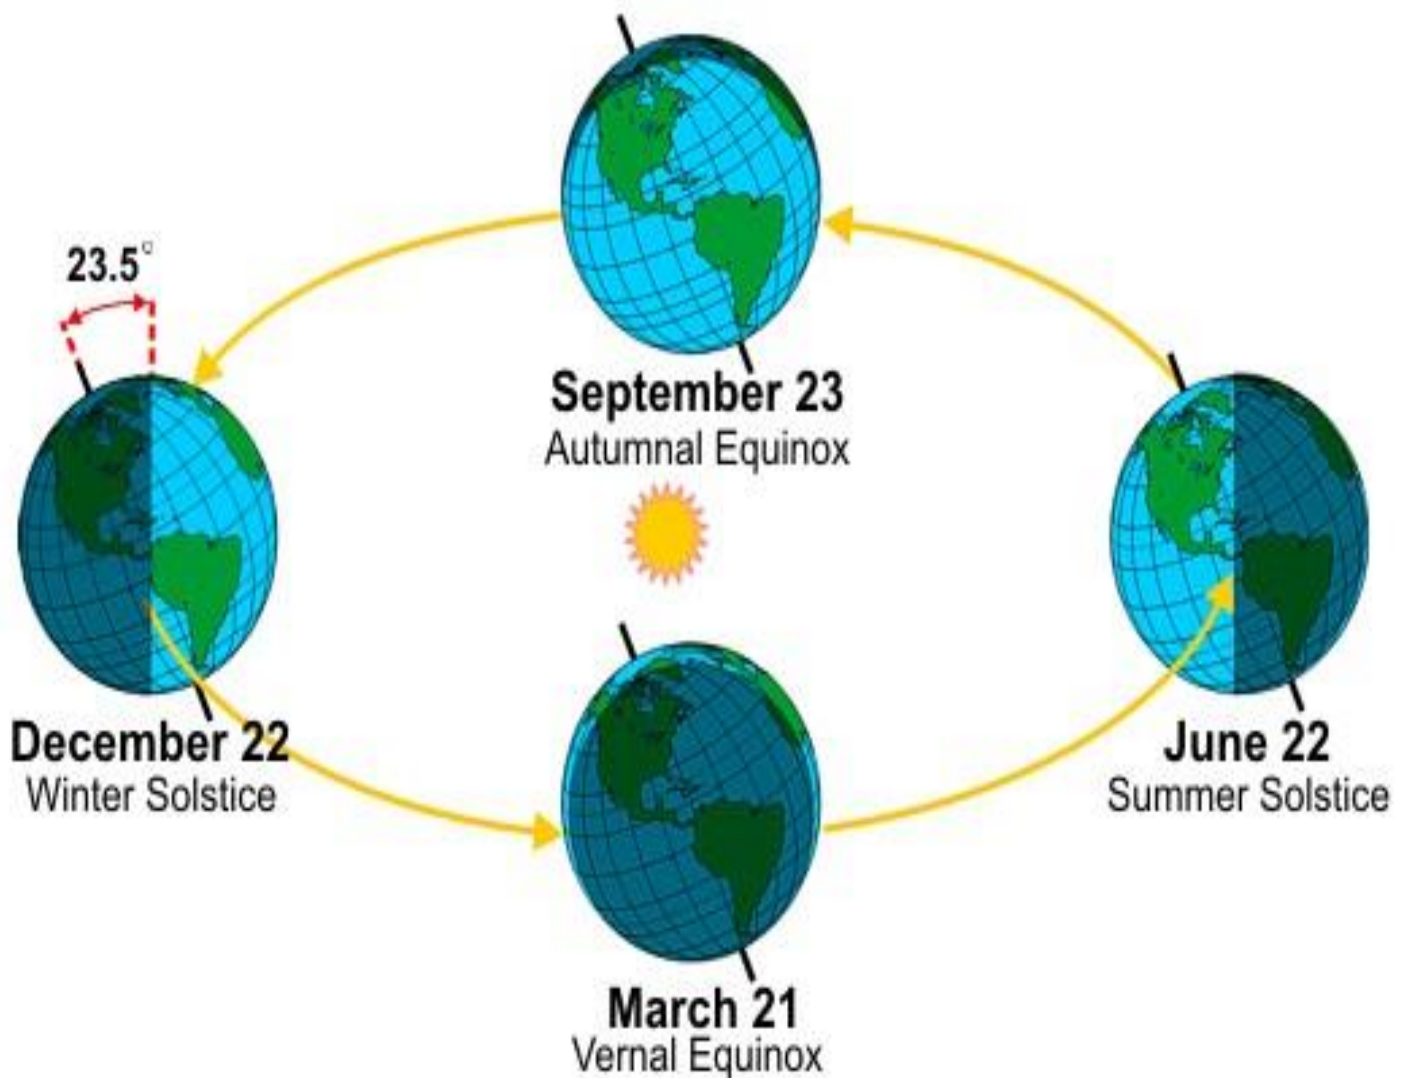 September 23
Autumnal Equinox
23.5°
December 22
Winter Solstice
June 22
Summer Solstice
March 21
Vernal Equinox